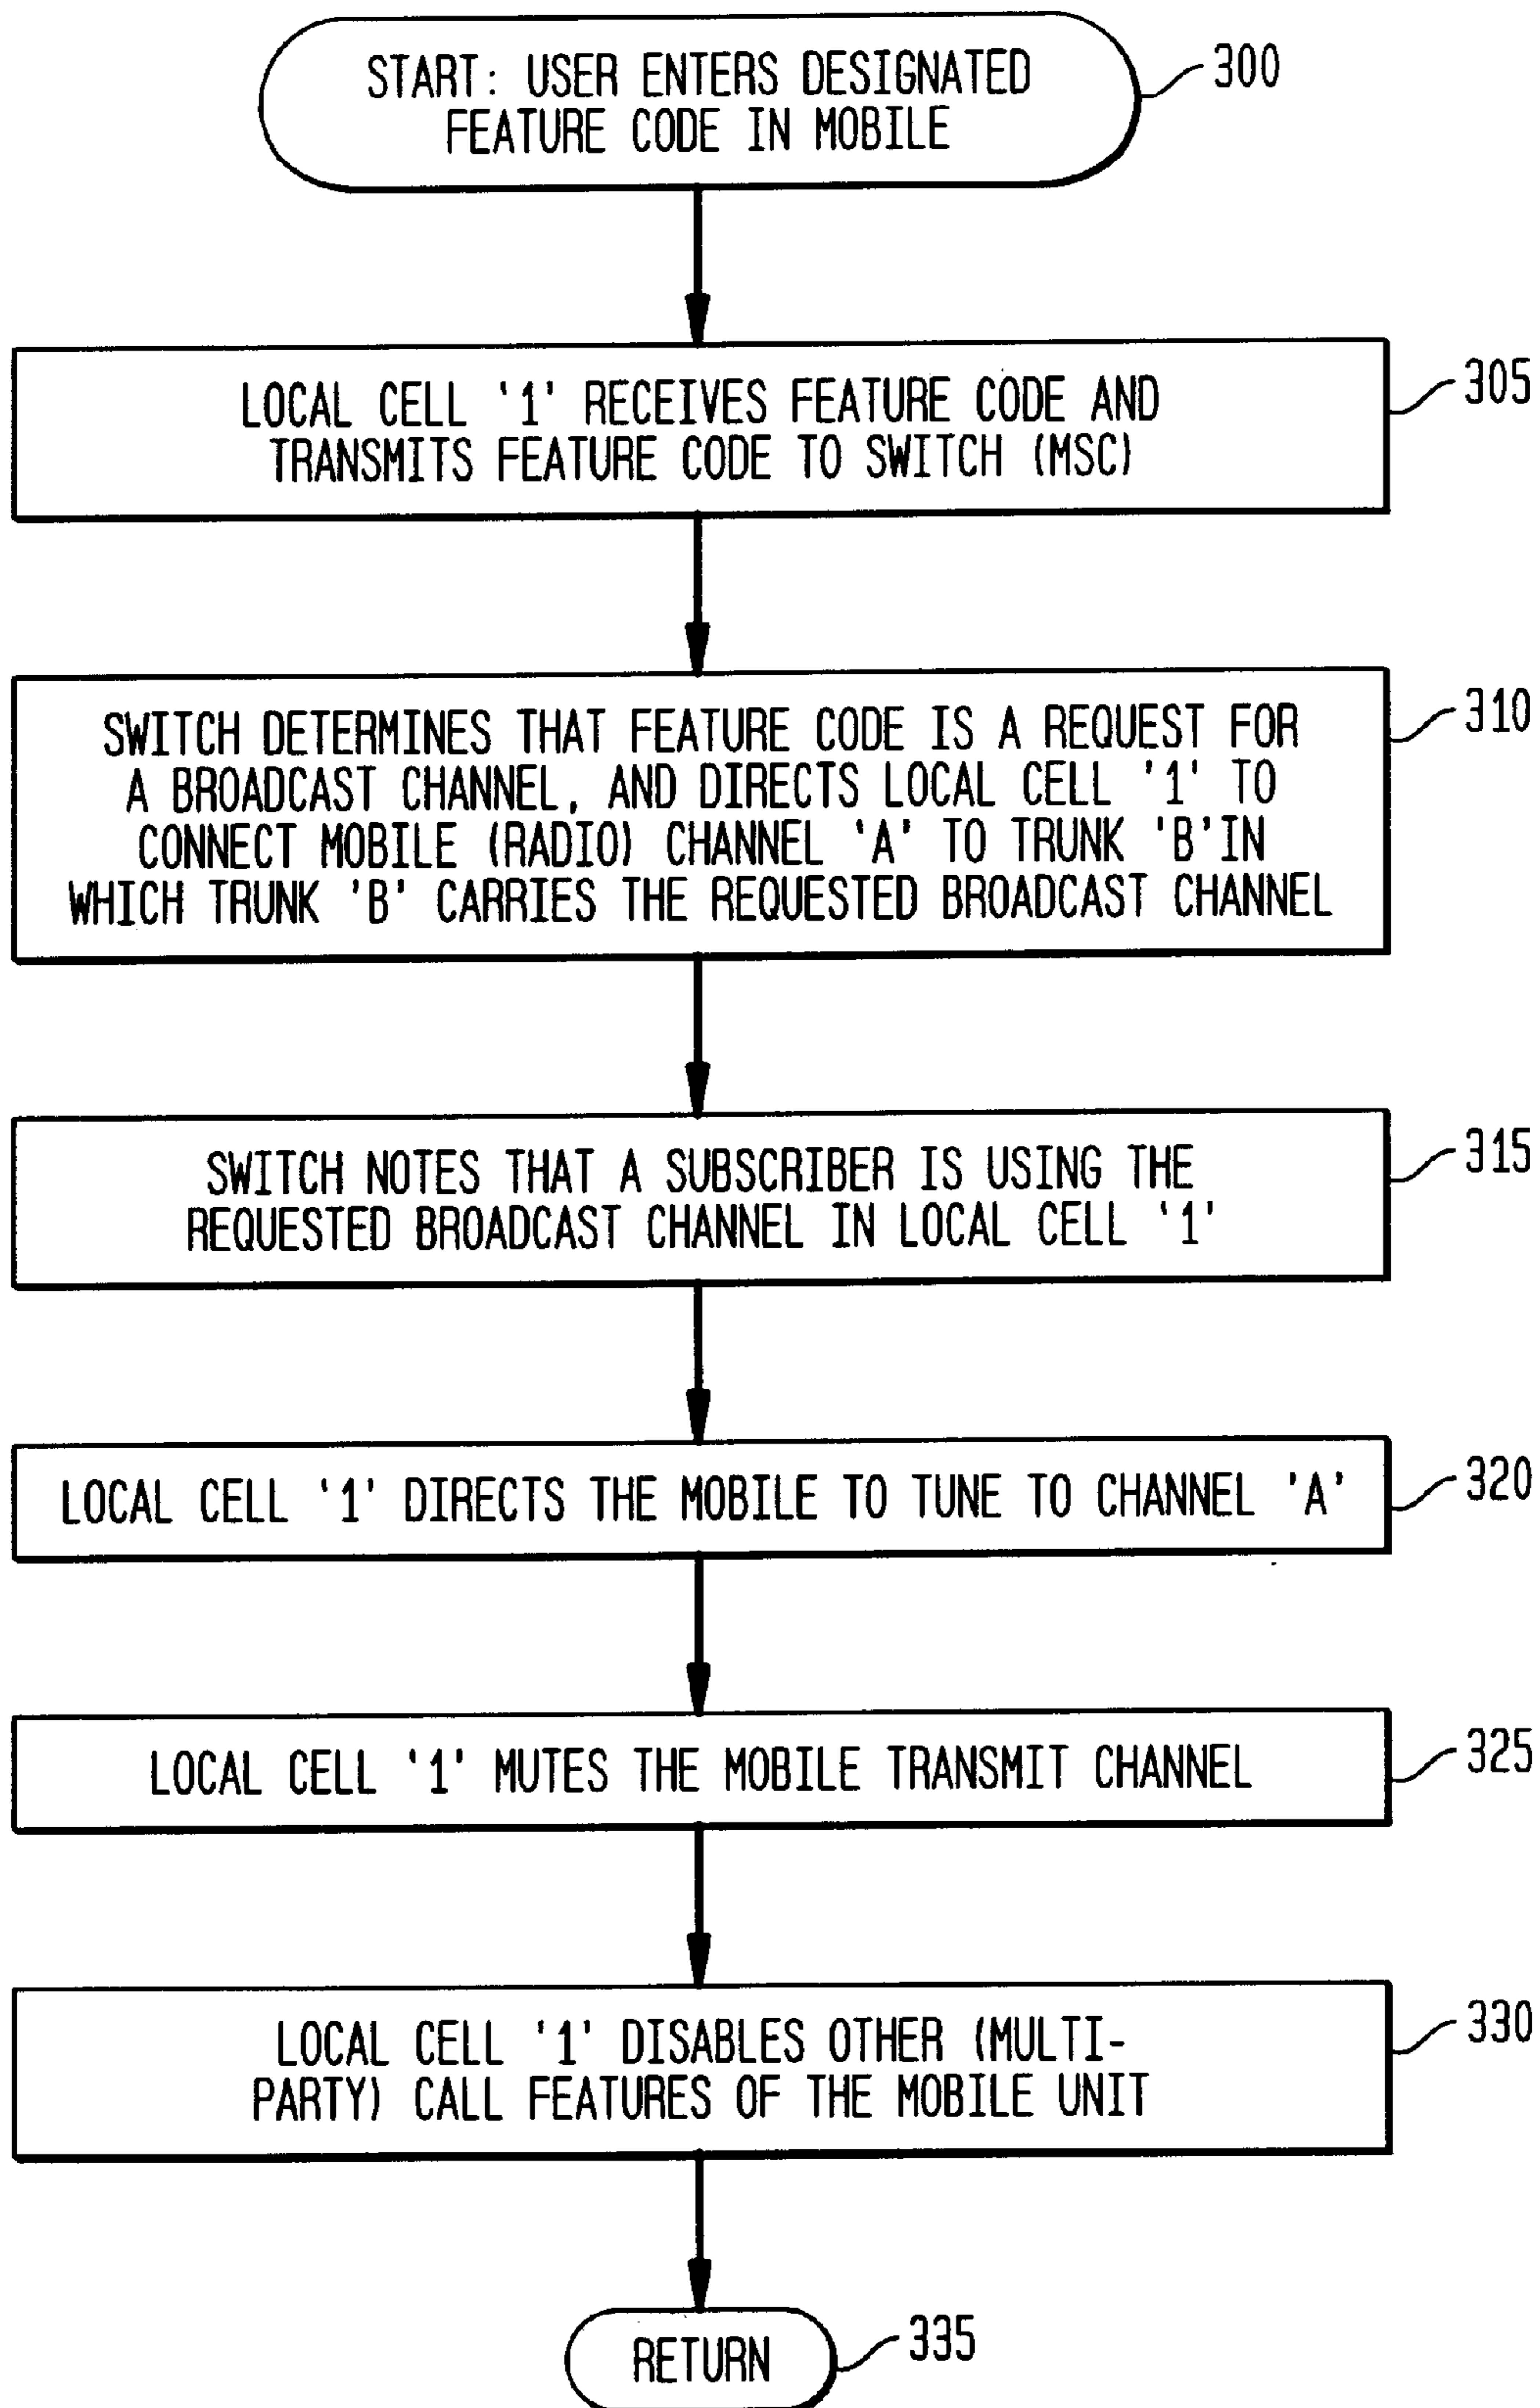 START: USER ENTERS DESIGNATED
FEATURE CODE IN MOBILE
300
LOCAL CELL '1' RECEIVES FEATURE CODE AND
TRANSMITS FEATURE CODE TO SWITCH (MSC)
305
SWITCH DETERMINES THAT FEATURE CODE IS A REQUEST FOR
A BROADCAST CHANNEL, AND DIRECTS LOCAL CELL '1' TO
CONNECT MOBILE (RADIO) CHANNEL 'A' TO TRUNK 'B'IN
WHICH TRUNK 'B' CARRIES THE REQUESTED BROADCAST CHANNEL
310
SWITCH NOTES THAT A SUBSCRIBER IS USING THE
REQUESTED BROADCAST CHANNEL IN LOCAL CELL '1'
315
LOCAL CELL '1' DIRECTS THE MOBILE TO TUNE TO CHANNEL 'A'
320
LOCAL CELL '1' MUTES THE MOBILE TRANSMIT CHANNEL
325
LOCAL CELL '1' DISABLES OTHER (MULTI-
PARTY) CALL FEATURES OF THE MOBILE UNIT
330
RETURN
335